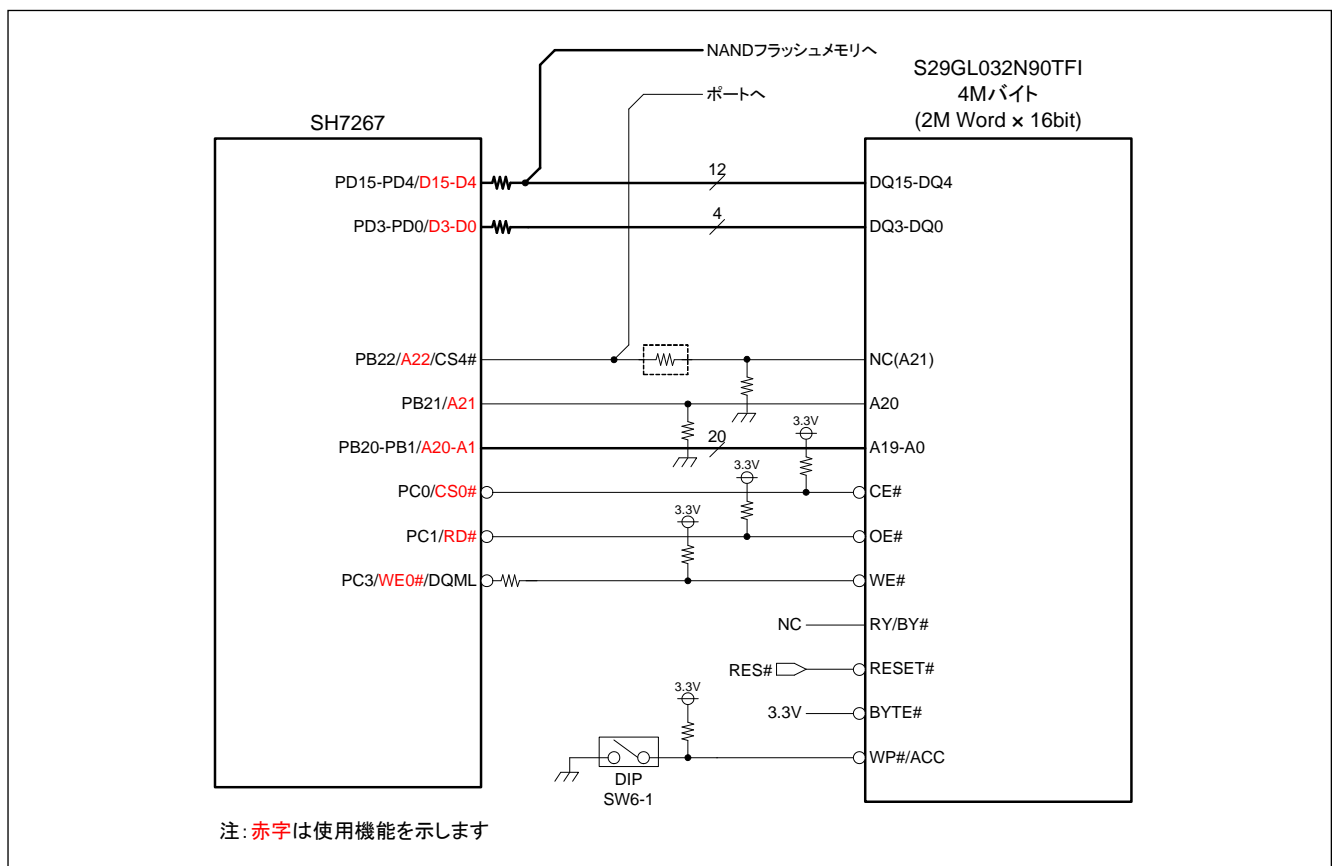 NANDフラッシュメモリへ
ポートへ
S29GL032N90TFI
4Mバイト
(2M Word × 16bit)
SH7267
PD15-PD4/D15-D4
12
DQ15-DQ4
PD3-PD0/D3-D0
4
DQ3-DQ0
PB22/A22/CS4#
NC(A21)
PB21/A21
A20
PB20-PB1/A20-A1
20
3.3V
A19-A0
PC0/CS0#
3.3V
CE#
PC1/RD#
3.3V
OE#
PC3/WE0#/DQML
WE#
NC
RY/BY#
RES#
RESET#
3.3V
3.3V
BYTE#
WP#/ACC
DIP
SW6-1
注：赤字は使用機能を示します